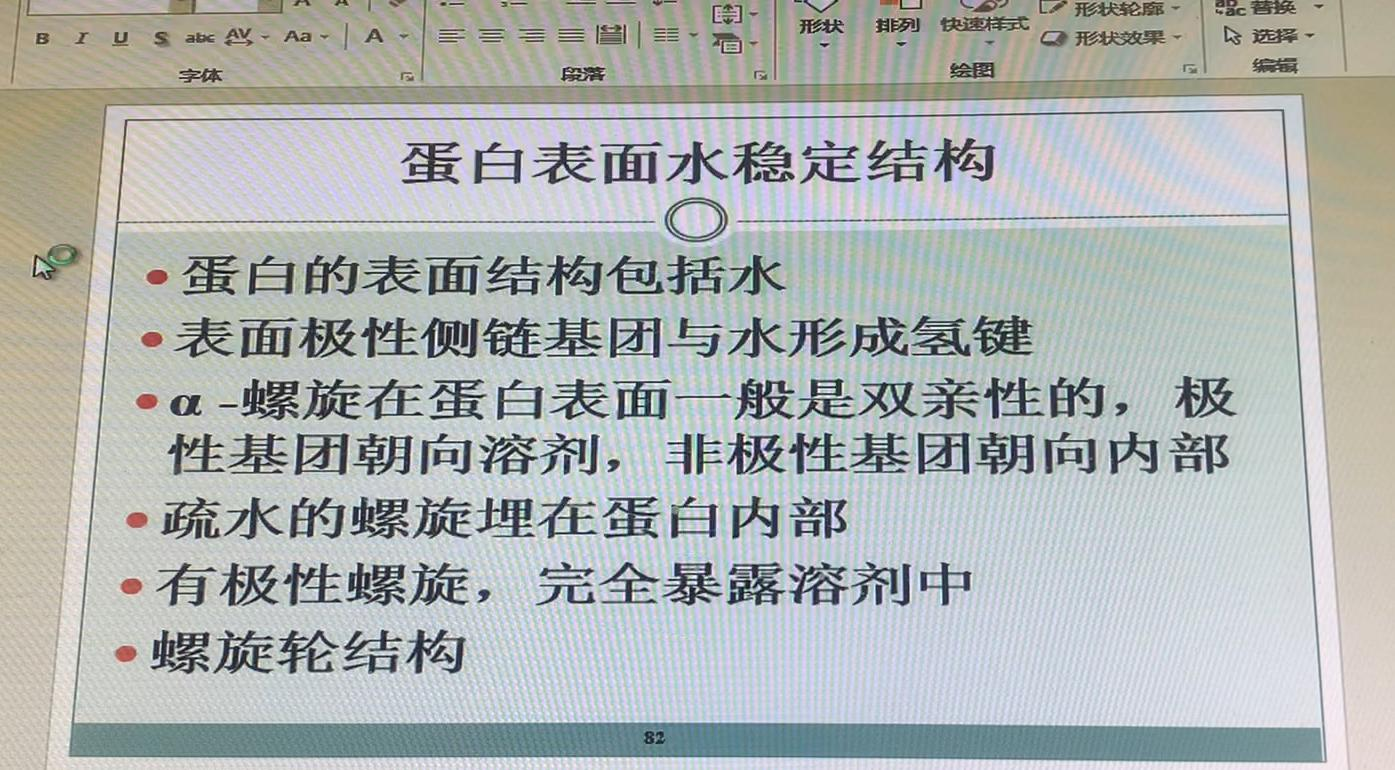 形状
排列
快速样式
形状轮廓
替换
B I U S abc AV Aa A
形状效果
选择
字体
段落
绘图
编辑
蛋白表面水稳定结构
• 蛋白的表面结构包括水
• 表面极性侧链基团与水形成氢键
• α-螺旋在蛋白表面一般是双亲性的，极
性基团朝向溶剂，非极性基团朝向内部
• 疏水的螺旋埋在蛋白内部
• 有极性螺旋，完全暴露溶剂中
• 螺旋轮结构
82